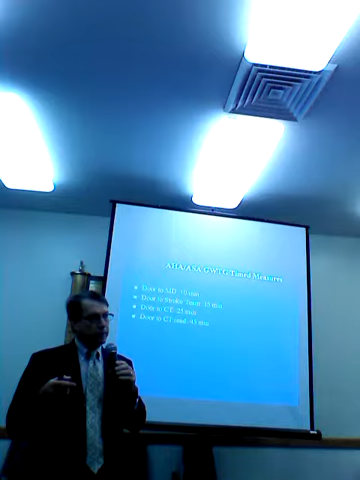 AHA/ASA GWTG Timed Measures
Door to MD -10 min
Door to Stroke Team -15 min
Door to CT -25 min
Door to CT read -45 min